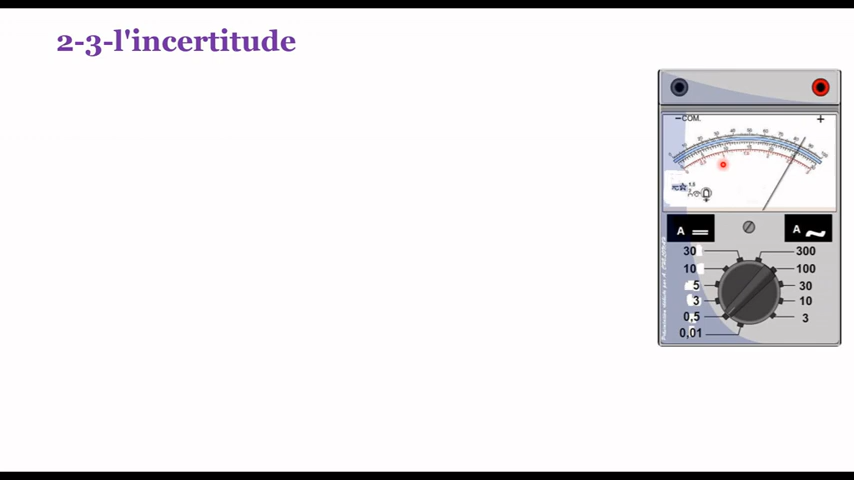 2-3-l'incertitude
-COM. +
A A
30 300
10 100
5 30
3 10
0,5 3
0,01